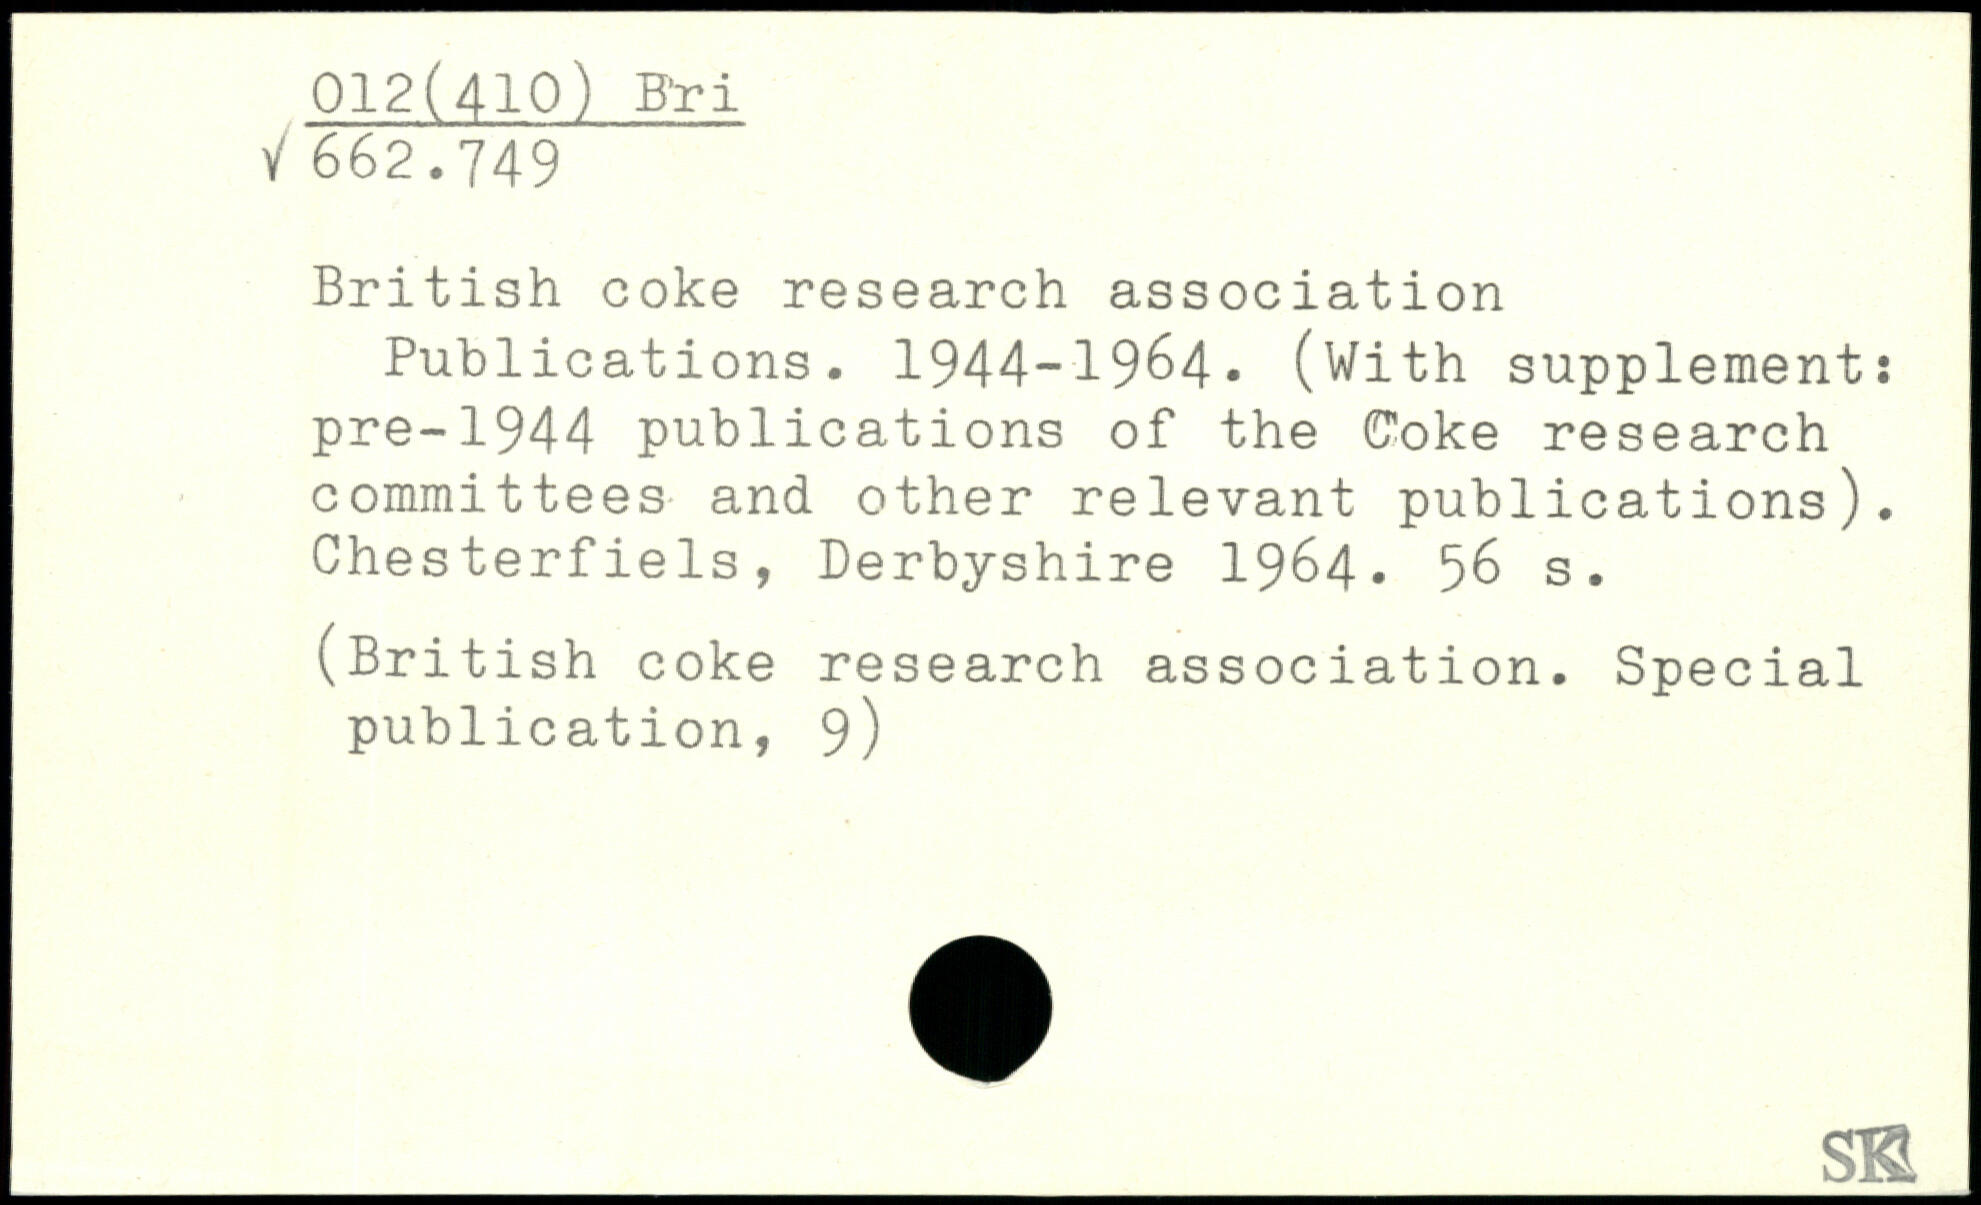 012(410) Bri
√ 662.749
British coke research association
Publications. 1944-1964. (With supplement:
pre-1944 publications of the Coke research
committees and other relevant publications).
Chesterfiels, Derbyshire 1964. 56 s.
(British coke research association. Special
publication, 9)
SK